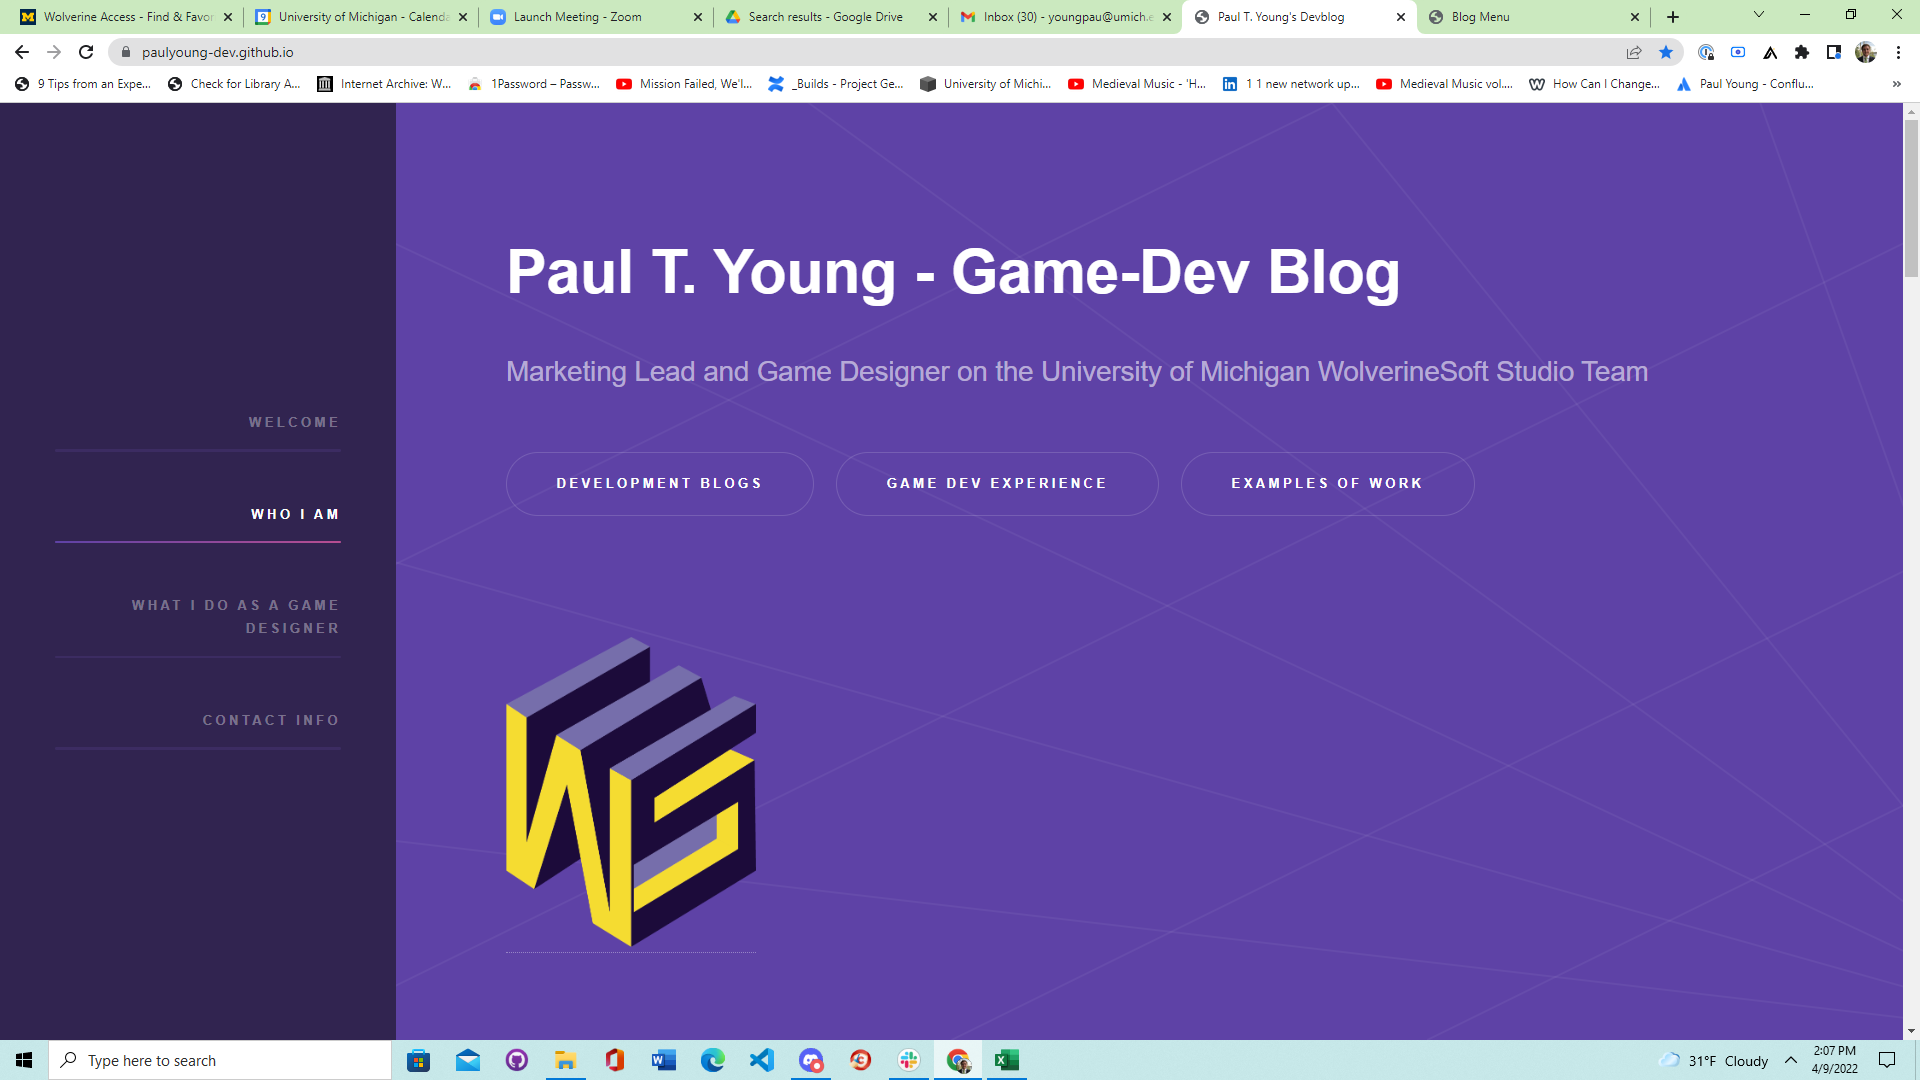 Wolverine Access - Find & Favor
University of Michigan - Calenda
Launch Meeting - Zoom
Search results - Google Drive
Inbox (30) - youngpau@umich.e
Paul T. Young's Devblog
Blog Menu
paulyoung-dev.github.io
9 Tips from an Expe...
Check for Library A...
Internet Archive: W...
1Password – Passw...
Mission Failed, We'l...
_Builds - Project Ge...
University of Michi...
Medieval Music - 'H...
1 1 new network up...
Medieval Music vol....
How Can I Change...
Paul Young - Conflu...
»
WELCOME
WHO I AM
WHAT I DO AS A GAME
DESIGNER
CONTACT INFO
Paul T. Young - Game-Dev Blog
Marketing Lead and Game Designer on the University of Michigan WolverineSoft Studio Team
DEVELOPMENT BLOGS
GAME DEV EXPERIENCE
EXAMPLES OF WORK
WS
Type here to search
31°F Cloudy
2:07 PM
4/9/2022